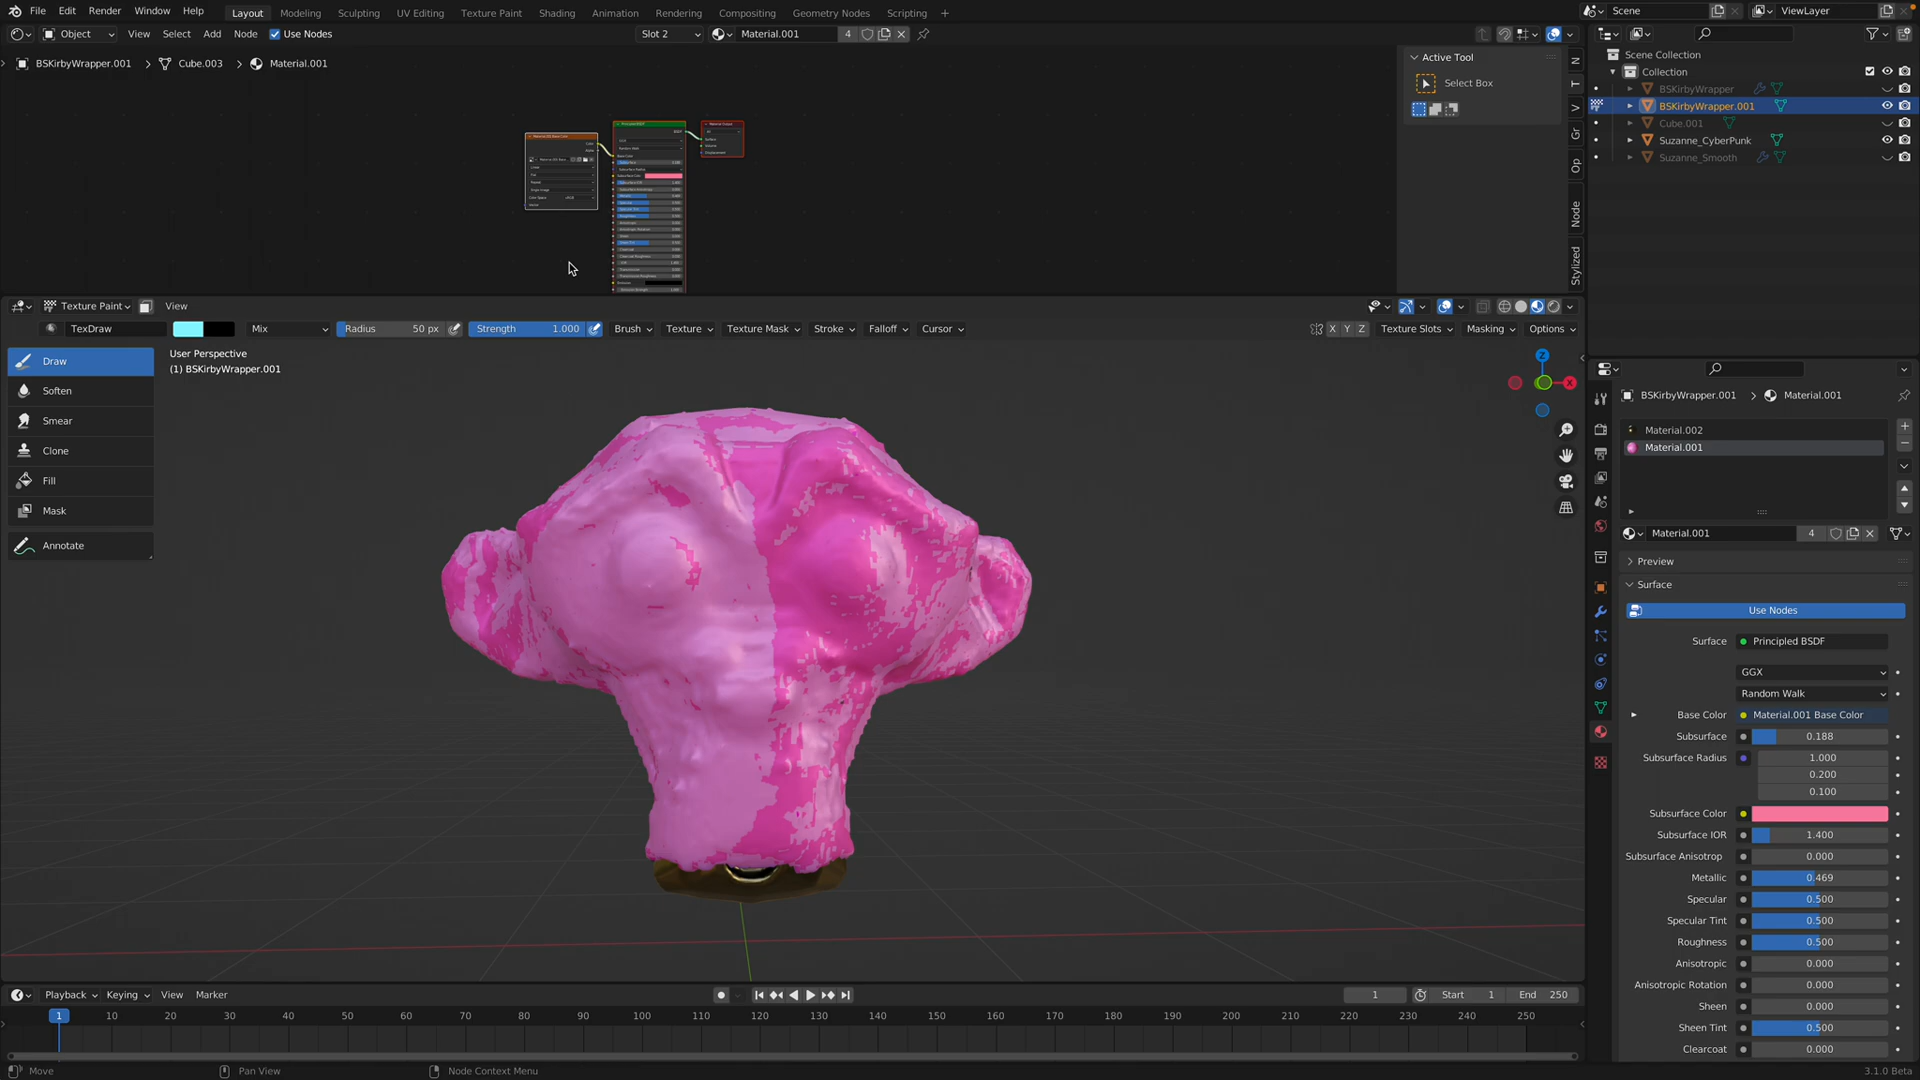 File Edit Render Window Help Layout Modeling Sculpting UV Editing Texture Paint Shading Animation Rendering Compositing Geometry Nodes Scripting + Scene ViewLayer
Object View Select Add Node Use Nodes Slot 2 Material.001 4
BSKirbyWrapper.001 > Cube.003 > Material.001
Active Tool
Select Box
N
T
V
Gr
Op
Node
Stylized
Scene Collection
Collection
BSKirbyWrapper
BSKirbyWrapper.001
Cube.001
Suzanne_CyberPunk
Suzanne_Smooth
Texture Paint View
TexDraw Mix Radius 50 px Strength 1.000 Brush Texture Texture Mask Stroke Falloff Cursor X Y Z Texture Slots Masking Options
Draw
Soften
Smear
Clone
Fill
Mask
Annotate
User Perspective
(1) BSKirbyWrapper.001
Z
X
BSKirbyWrapper.001 > Material.001
Material.002
Material.001
Material.001 4
Preview
Surface
Use Nodes
Surface Principled BSDF
GGX
Random Walk
Base Color Material.001 Base Color
Subsurface 0.188
Subsurface Radius 1.000
0.200
0.100
Subsurface Color
Subsurface IOR 1.400
Subsurface Anisotrop 0.000
Metallic 0.469
Specular 0.500
Specular Tint 0.500
Roughness 0.500
Anisotropic 0.000
Anisotropic Rotation 0.000
Sheen 0.000
Sheen Tint 0.500
Clearcoat 0.000
Playback Keying View Marker 1 Start 1 End 250
1 10 20 30 40 50 60 70 80 90 100 110 120 130 140 150 160 170 180 190 200 210 220 230 240 250
Move Pan View Node Context Menu 3.1.0 Beta